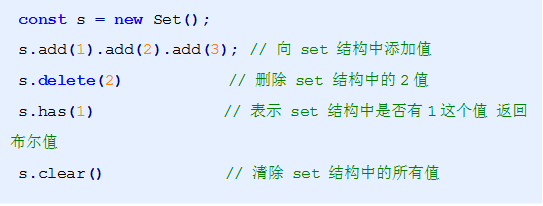 const s = new Set();
s.add(1).add(2).add(3); // 向 set 结构中添加值
s.delete(2)             // 删除 set 结构中的2值
s.has(1)                // 表示 set 结构中是否有1这个值 返回
布尔值
s.clear()               // 清除 set 结构中的所有值